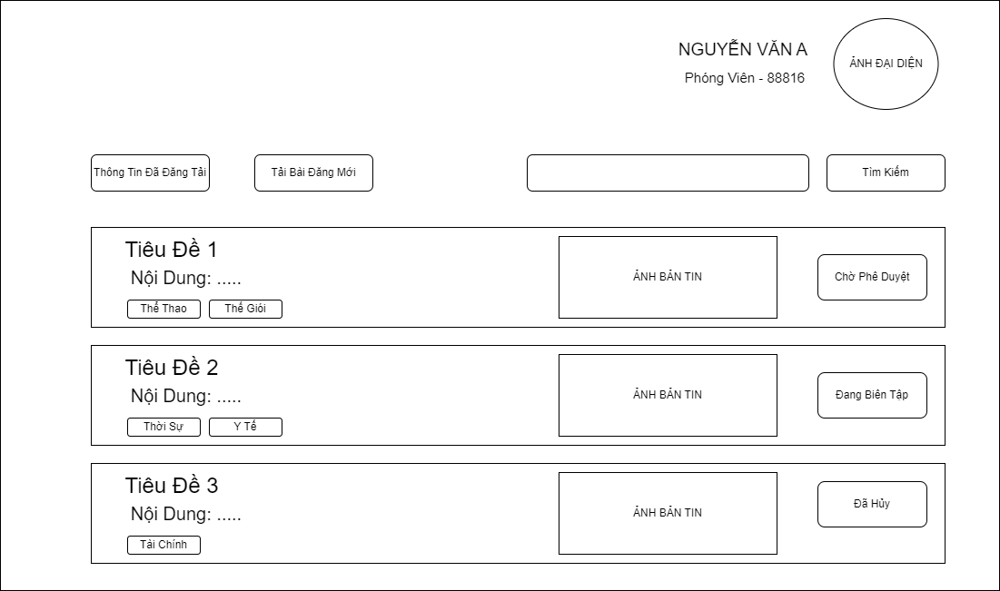 NGUYỄN VĂN A
Phóng Viên - 88816
ẢNH ĐẠI DIỆN
Thông Tin Đã Đăng Tải
Tải Bài Đăng Mới
Tìm Kiếm
Tiêu Đề 1
Nội Dung: .....
Thể Thao
Thế Giói
ẢNH BẢN TIN
Chờ Phê Duyệt
Tiêu Đề 2
Nội Dung: .....
Thời Sự
Y Tế
ẢNH BẢN TIN
Đang Biên Tập
Tiêu Đề 3
Nội Dung: .....
Tài Chính
ẢNH BẢN TIN
Đã Hủy